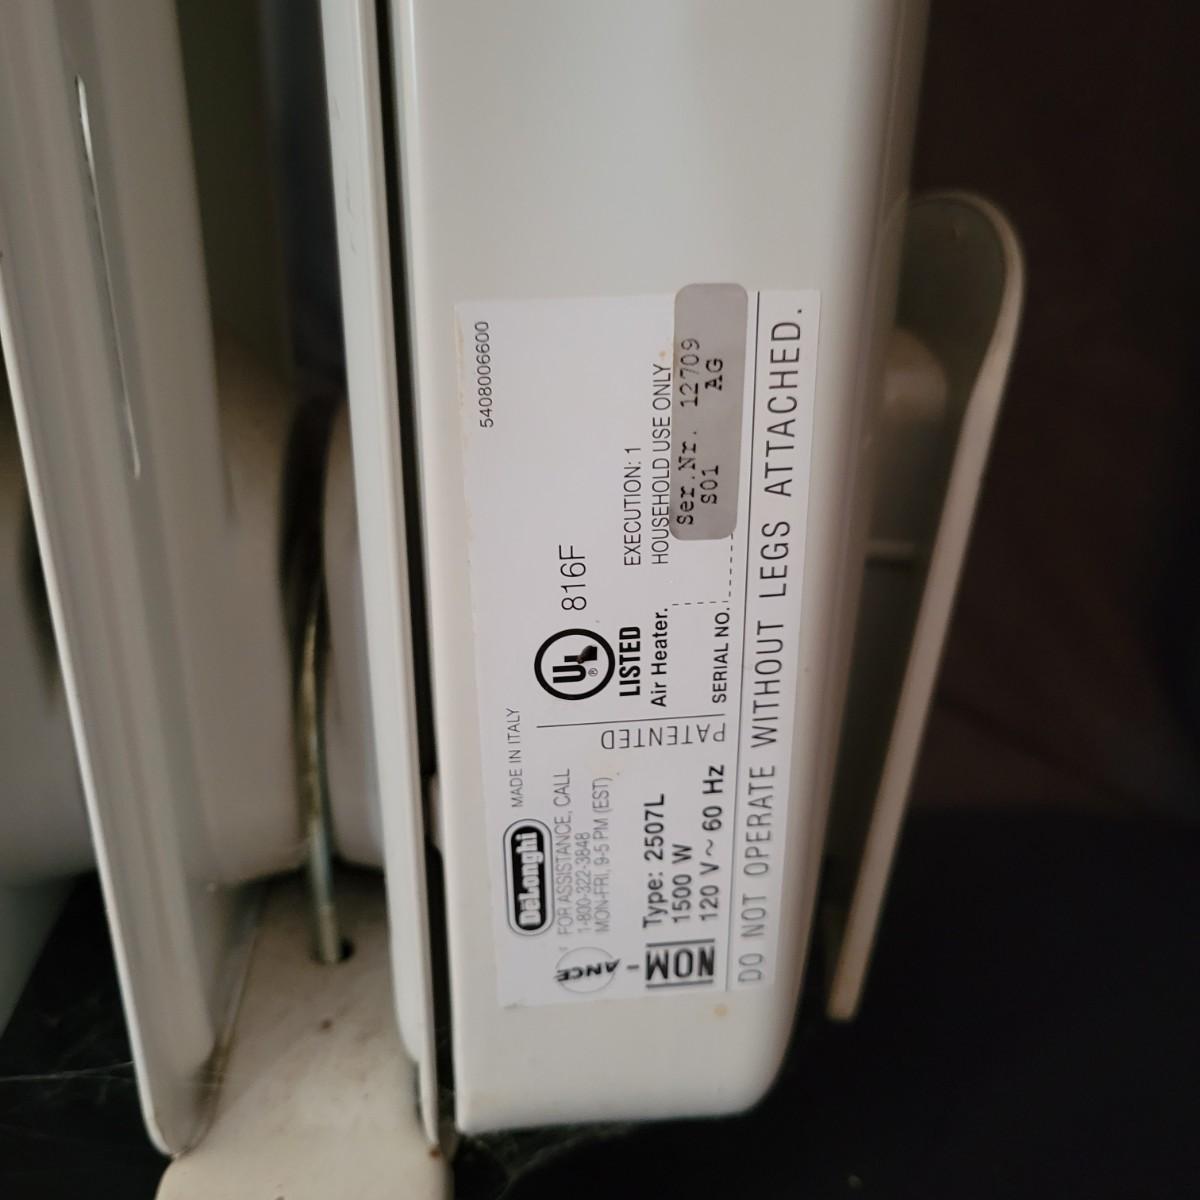 5408006600
DeLonghi MADE IN ITALY
FOR ASSISTANCE, CALL
1-800-322-3848
MON-FRI, 9-5 PM (EST)
ANCE
NOM
Type: 2507L
1500 W
120 V ~ 60 Hz
PATENTED
UL ® 816F
LISTED
Air Heater.
EXECUTION: 1
HOUSEHOLD USE ONLY
SERIAL NO.
Ser.Nr. 12709
S01 AG
DO NOT OPERATE WITHOUT LEGS ATTACHED.